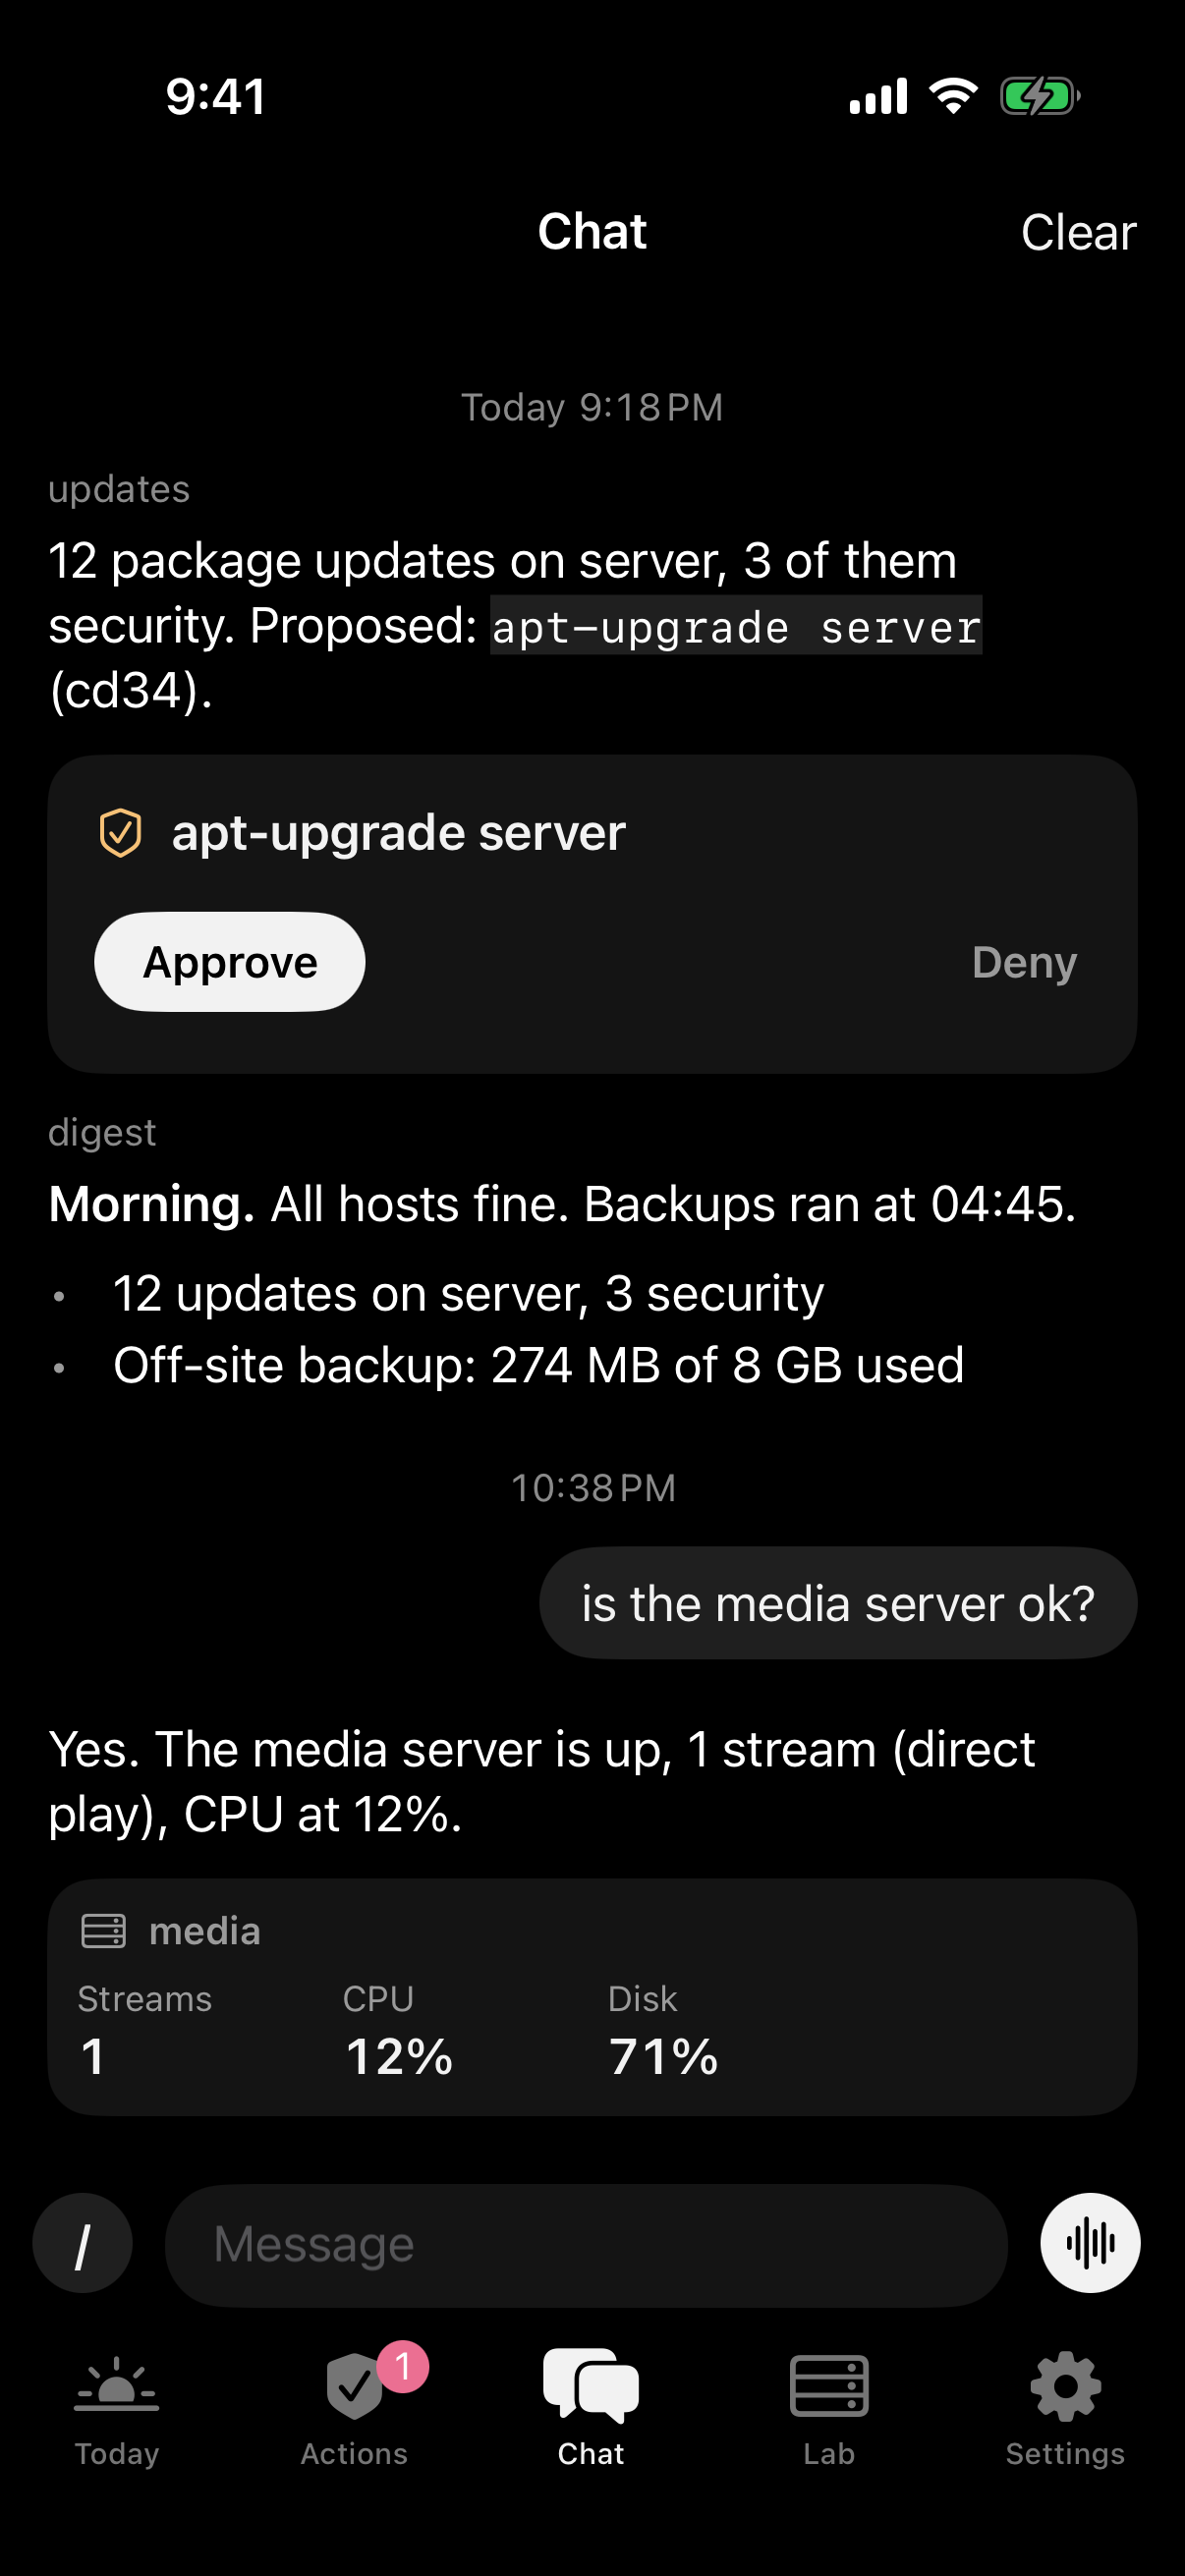 9:41
Chat
Clear
Today 9:18 PM
updates
12 package updates on server, 3 of them
security. Proposed: apt-upgrade server
(cd34).
apt-upgrade server
Approve
Deny
digest
Morning. All hosts fine. Backups ran at 04:45.
• 12 updates on server, 3 security
• Off-site backup: 274 MB of 8 GB used
10:38 PM
is the media server ok?
Yes. The media server is up, 1 stream (direct
play), CPU at 12%.
media
Streams CPU Disk
1 12% 71%
/
Message
1
Today Actions Chat Lab Settings